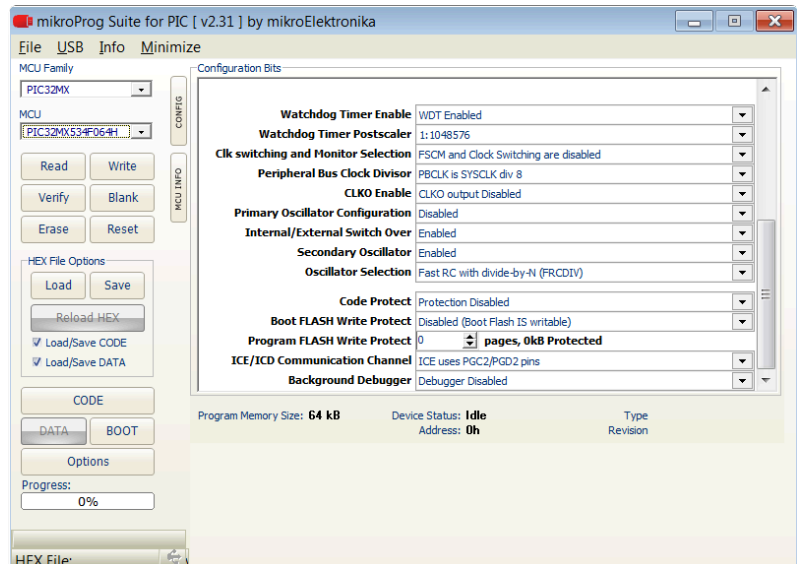 mikroProg Suite for PIC [ v2.31 ] by mikroElektronika
File USB Info Minimize
MCU Family
PIC32MX
MCU
PIC32MX534F064H
Read Write
Verify Blank
Erase Reset
HEX File Options
Load Save
Reload HEX
Load/Save CODE
Load/Save DATA
CODE
DATA BOOT
Options
Progress:
0%
HEX File:
CONFIG
MCU INFO
Configuration Bits
Watchdog Timer Enable WDT Enabled
Watchdog Timer Postscaler 1:1048576
Clk switching and Monitor Selection FSCM and Clock Switching are disabled
Peripheral Bus Clock Divisor PBCLK is SYSCLK div 8
CLKO Enable CLKO output Disabled
Primary Oscillator Configuration Disabled
Internal/External Switch Over Enabled
Secondary Oscillator Enabled
Oscillator Selection Fast RC with divide-by-N (FRCDIV)
Code Protect Protection Disabled
Boot FLASH Write Protect Disabled (Boot Flash IS writable)
Program FLASH Write Protect 0 pages, 0kB Protected
ICE/ICD Communication Channel ICE uses PGC2/PGD2 pins
Background Debugger Debugger Disabled
Program Memory Size: 64 kB Device Status: Idle Type
Address: 0h Revision